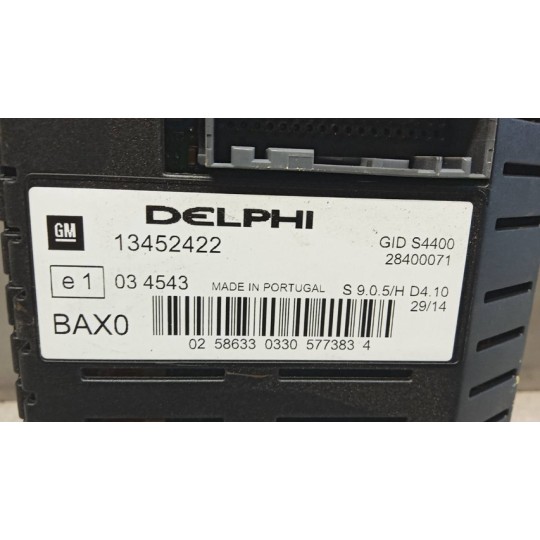 DELPHI
GM 13452422 GID S4400
28400071
e1 03 4543 MADE IN PORTUGAL S 9.0.5/H D4.10
29/14
BAX0
02 58633 0330 577383 4